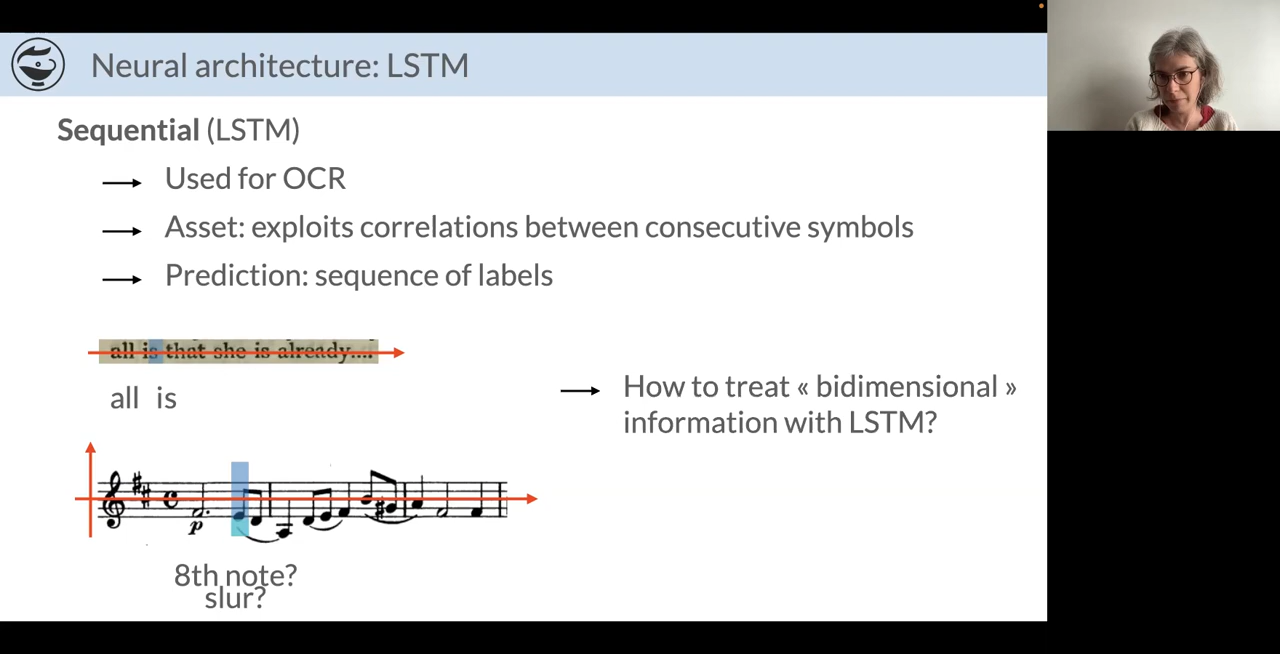 Neural architecture: LSTM
Sequential (LSTM)
Used for OCR
Asset: exploits correlations between consecutive symbols
Prediction: sequence of labels
all is that she is already....
all is
How to treat « bidimensional »
information with LSTM?
p
8th note?
slur?